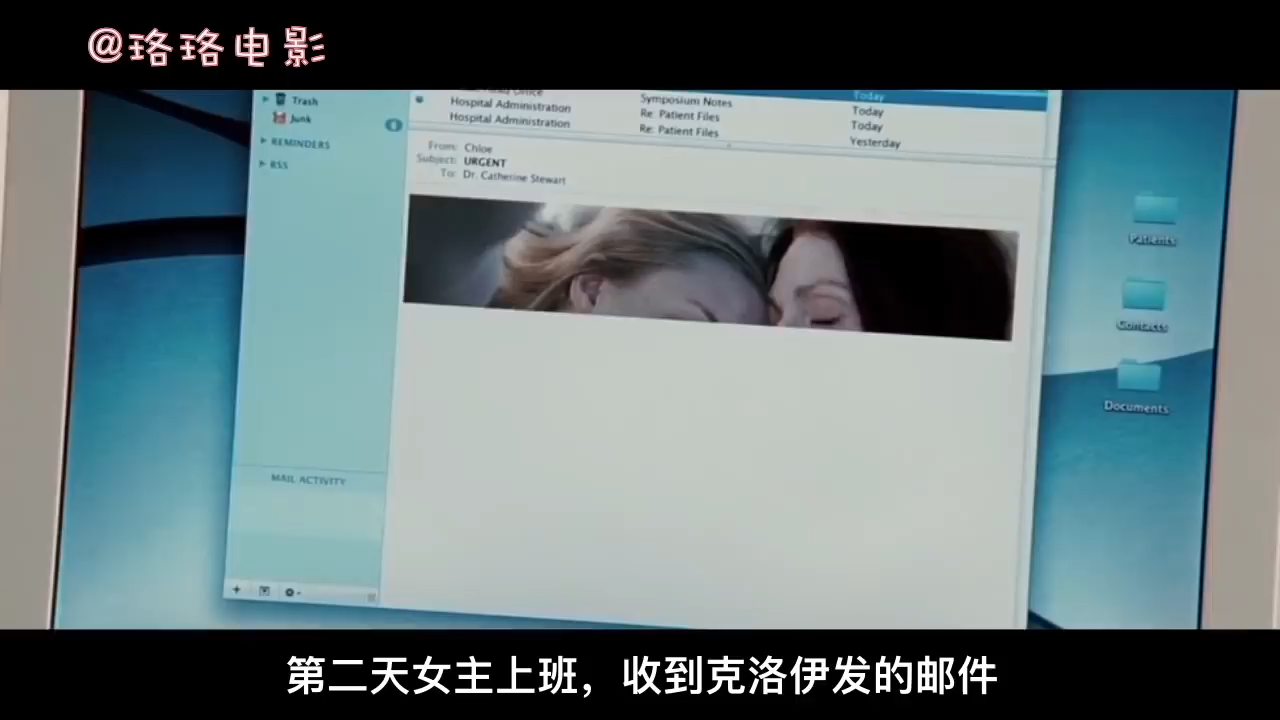 @珞珞电影
Trash
Junk
REMINDERS
RSS
Hospital Administration Re: Patient Files Today
Hospital Administration Re: Patient Files Today
Symposium Notes Today
Yesterday
From: Chloe
Subject: URGENT
To: Dr. Catherine Stewart
Patients
Contacts
Documents
MAIL ACTIVITY
第二天女主上班，收到克洛伊发的邮件